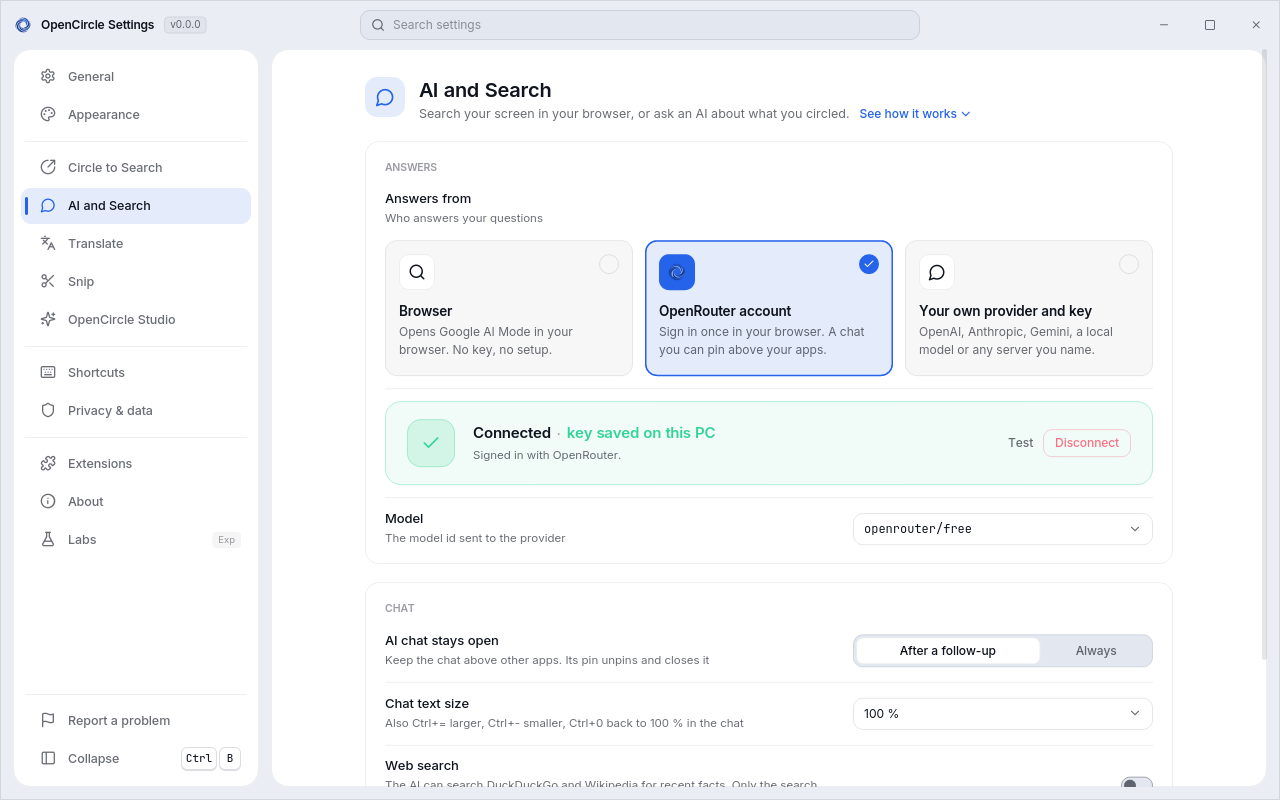 OpenCircle Settings v0.0.0
Search settings
General
Appearance
Circle to Search
AI and Search
Translate
Snip
OpenCircle Studio
Shortcuts
Privacy & data
Extensions
About
Labs Exp
Report a problem
Collapse Ctrl B
AI and Search
Search your screen in your browser, or ask an AI about what you circled. See how it works
ANSWERS
Answers from
Who answers your questions
Browser
Opens Google AI Mode in your
browser. No key, no setup.
OpenRouter account
Sign in once in your browser. A chat
you can pin above your apps.
Your own provider and key
OpenAI, Anthropic, Gemini, a local
model or any server you name.
Connected · key saved on this PC
Signed in with OpenRouter.
Test Disconnect
Model
The model id sent to the provider
openrouter/free
CHAT
AI chat stays open
Keep the chat above other apps. Its pin unpins and closes it
After a follow-up Always
Chat text size
Also Ctrl+= larger, Ctrl+- smaller, Ctrl+0 back to 100 % in the chat
100 %
Web search
The AI can search DuckDuckGo and Wikipedia for recent facts. Only the search